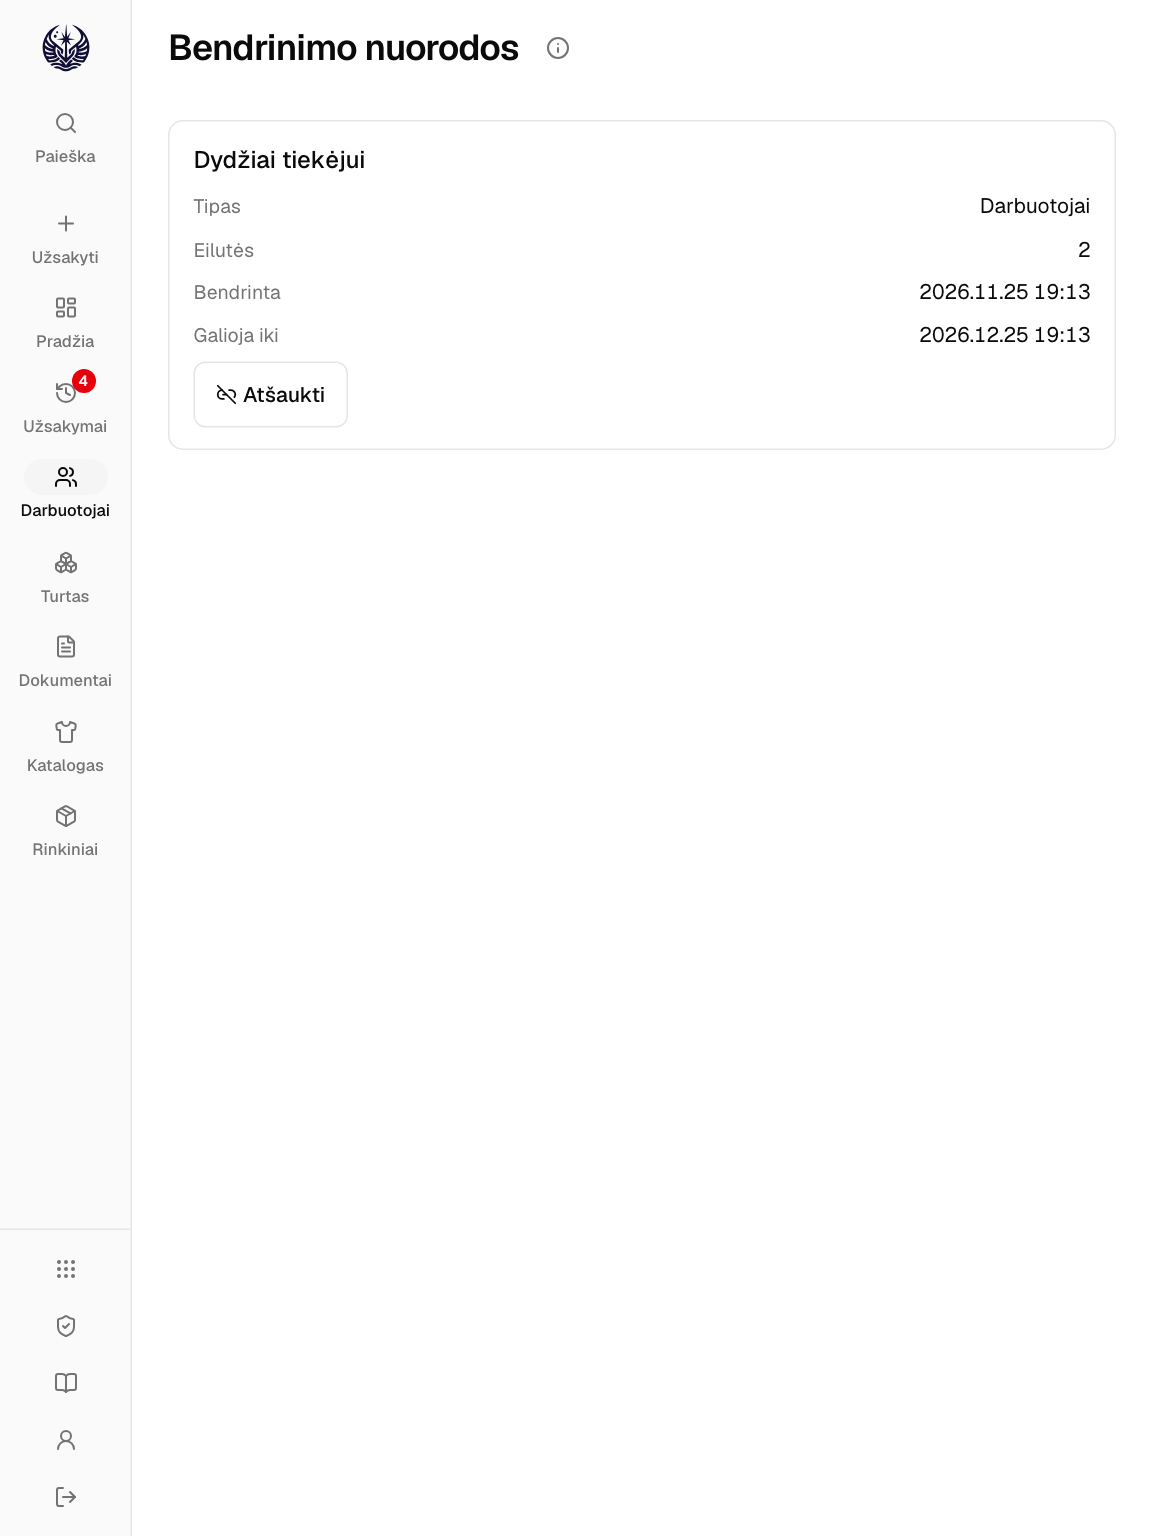 Bendrinimo nuorodos
Paieška
Užsakyti
Pradžia
4
Užsakymai
Darbuotojai
Turtas
Dokumentai
Katalogas
Rinkiniai
Dydžiai tiekėjui
Tipas Darbuotojai
Eilutės 2
Bendrinta 2026.11.25 19:13
Galioja iki 2026.12.25 19:13
Atšaukti